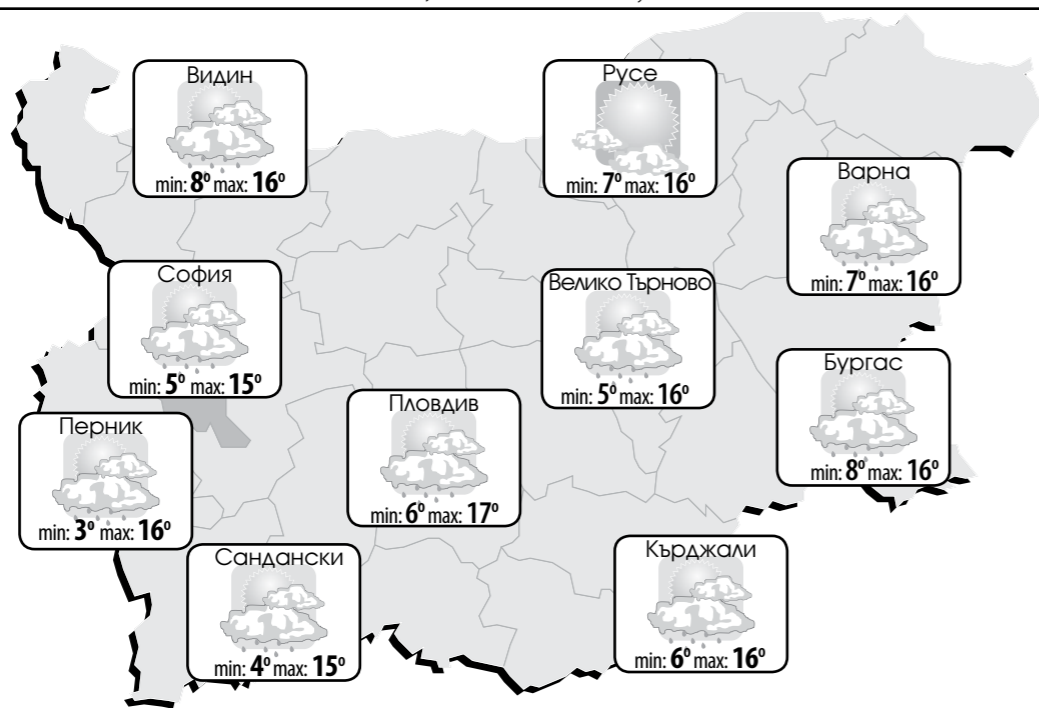 Видин
min: 8° max: 16°
Русе
min: 7° max: 16°
Варна
min: 7° max: 16°
София
min: 5° max: 15°
Велико Търново
min: 5° max: 16°
Бургас
min: 8° max: 16°
Пловдив
min: 6° max: 17°
Перник
min: 3° max: 16°
Сандански
min: 4° max: 15°
Кърджали
min: 6° max: 16°